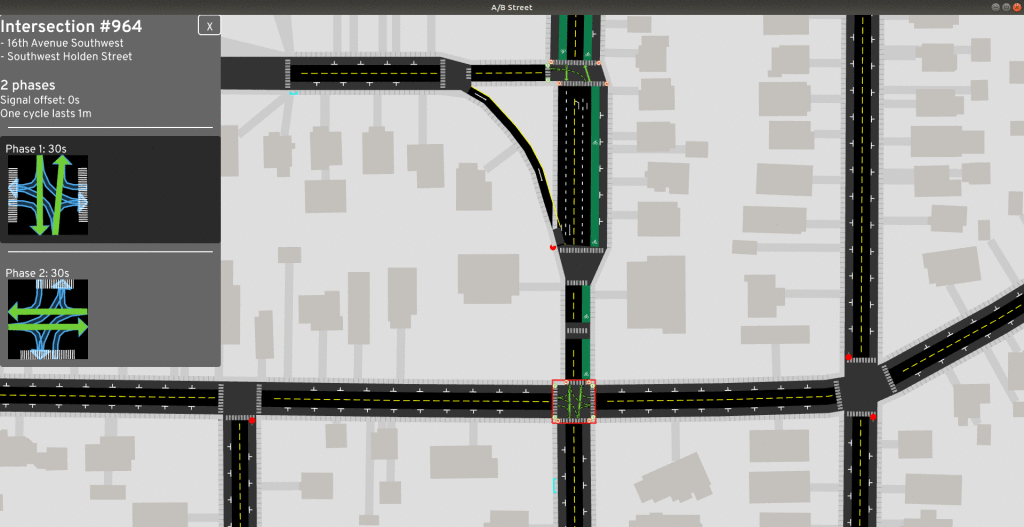 A/B Street
Intersection #964
X
- 16th Avenue Southwest
- Southwest Holden Street
2 phases
Signal offset: 0s
One cycle lasts 1m
Phase 1: 30s
Phase 2: 30s